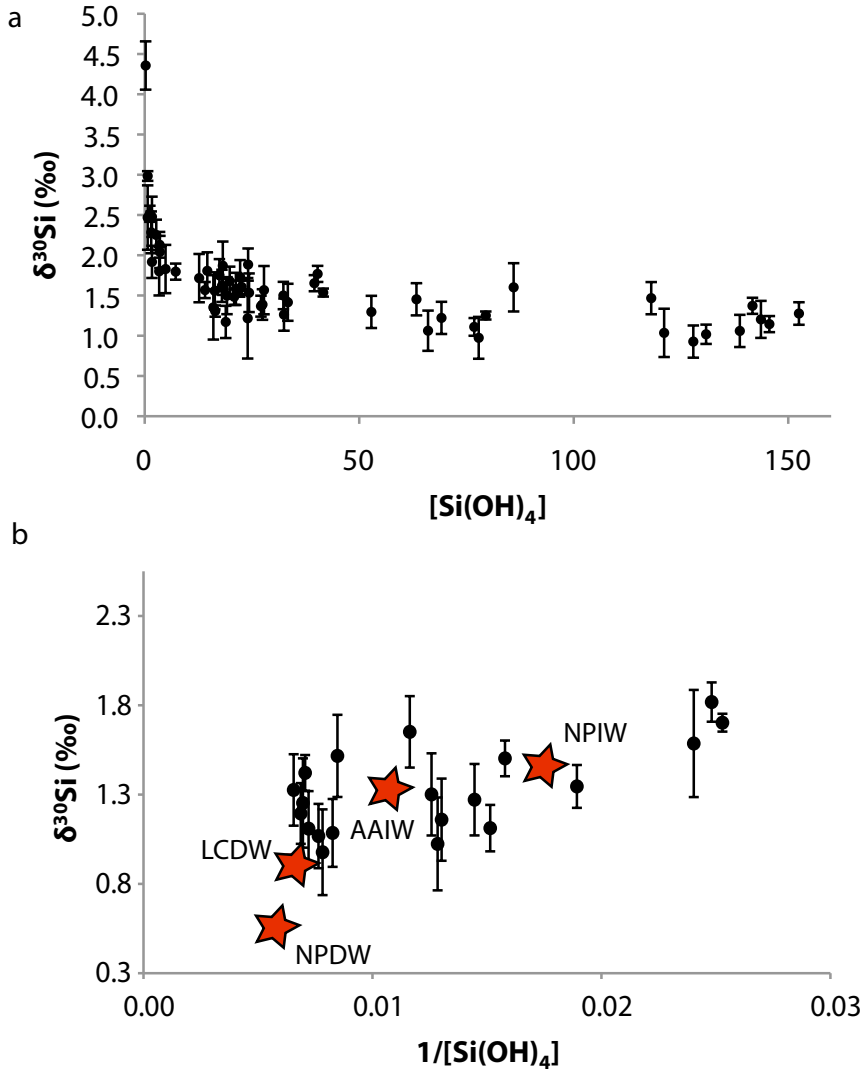 a
5.0
4.5
4.0
3.5
3.0
2.5
2.0
1.5
1.0
0.5
0.0
δ³⁰Si (‰)
0 50 100 150
[Si(OH)₄]
b
2.3
1.8
1.3
0.8
0.3
δ³⁰Si (‰)
NPIW
AAIW
LCDW
NPDW
0.00 0.01 0.02 0.03
1/[Si(OH)₄]